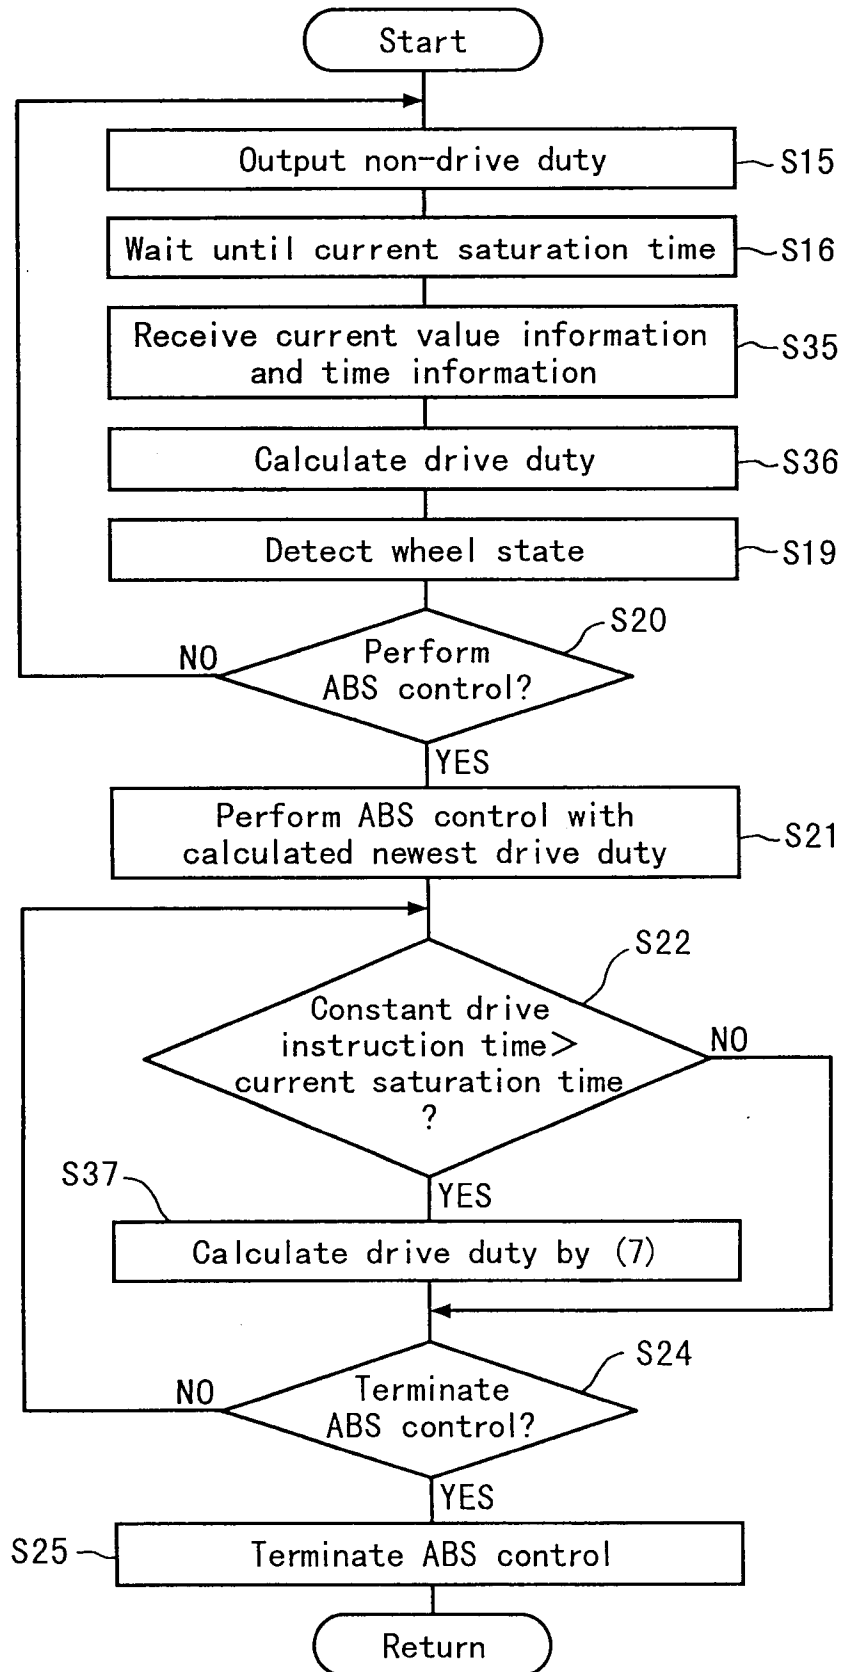 Start
Output non-drive duty
S15
Wait until current saturation time
S16
Receive current value information
and time information
S35
Calculate drive duty
S36
Detect wheel state
S19
S20
Perform
ABS control?
NO
YES
Perform ABS control with
calculated newest drive duty
S21
S22
Constant drive
instruction time>
current saturation time
?
NO
YES
S37
Calculate drive duty by (7)
S24
Terminate
ABS control?
NO
YES
S25
Terminate ABS control
Return